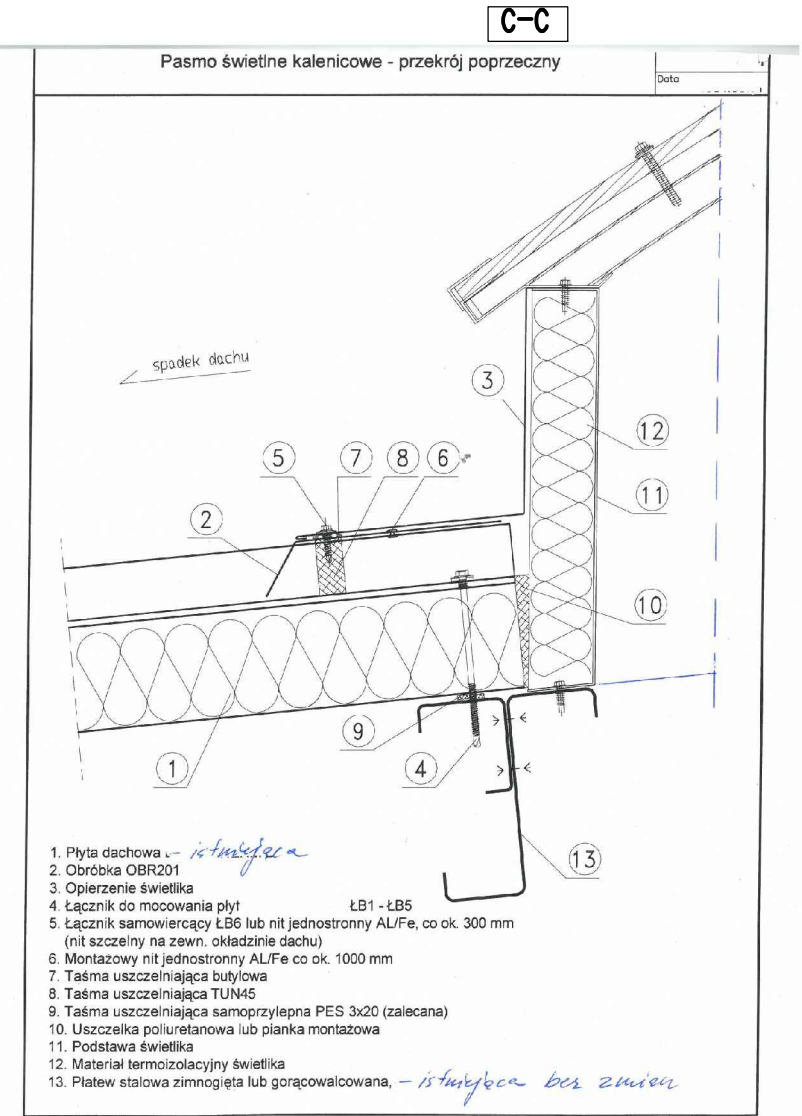 C-C
Pasmo świetlne kalenicowe - przekrój poprzeczny
Data
spadek dachu
3
12
5
7
8
6
11
2
10
9
1
4
13
1. Płyta dachowa - istniejąca
2. Obróbka OBR201
3. Opierzenie świetlika
4. Łącznik do mocowania płyt ŁB1 - ŁB5
5. Łącznik samowiercący ŁB6 lub nit jednostronny AL/Fe, co ok. 300 mm
(nit szczelny na zewn. okładzinie dachu)
6. Montażowy nit jednostronny AL/Fe co ok. 1000 mm
7. Taśma uszczelniająca butylowa
8. Taśma uszczelniająca TUN45
9. Taśma uszczelniająca samoprzylepna PES 3x20 (zalecana)
10. Uszczelka poliuretanowa lub pianka montażowa
11. Podstawa świetlika
12. Materiał termoizolacyjny świetlika
13. Płatew stalowa zimnogięta lub gorącowalcowana, - istniejąca bez zmian